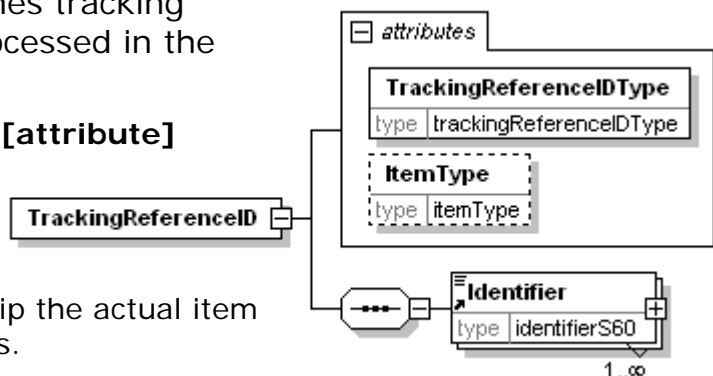 nes tracking
ocessed in the
[attribute]
ip the actual item
s.
attributes
TrackingReferenceIDType
type trackingReferenceIDType
ItemType
type itemType
TrackingReferenceID
Identifier
type identifierS60
1..∞